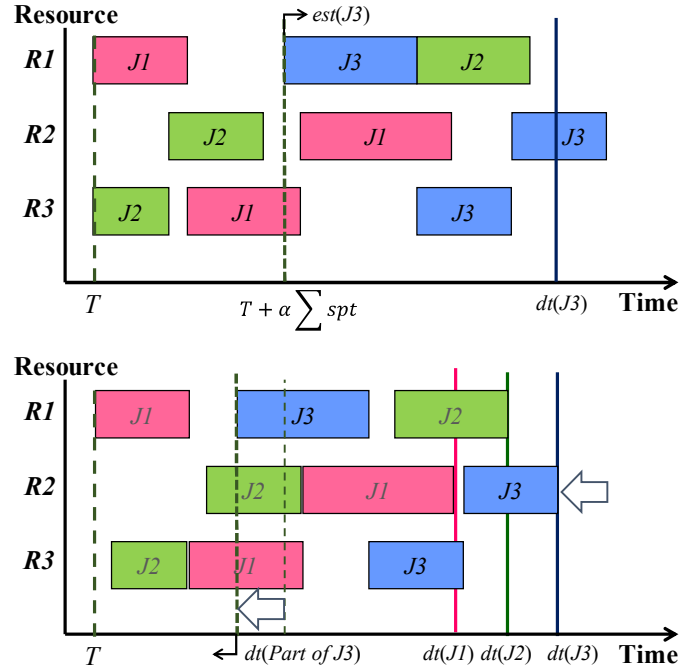 Resource
est(J3)
R1
J1
J3
J2
R2
J2
J1
J3
R3
J2
J1
J3
T
T + α ∑ spt
dt(J3)
Time
Resource
R1
J1
J3
J2
R2
J2
J1
J3
R3
J2
J1
J3
T
dt(Part of J3)
dt(J1)
dt(J2)
dt(J3)
Time